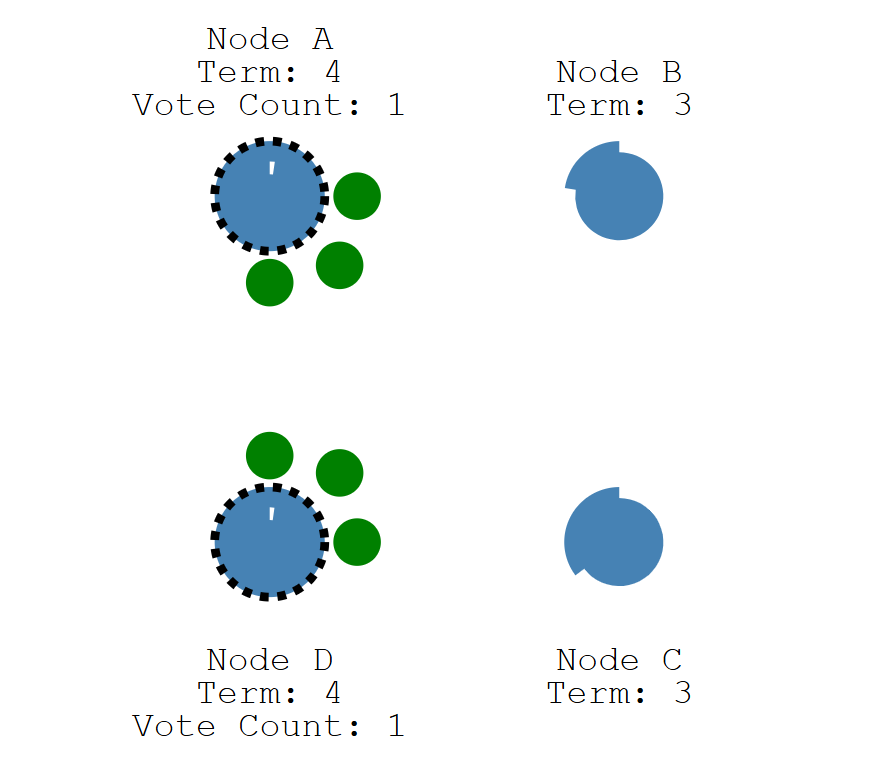 Node A
Term: 4
Vote Count: 1
Node B
Term: 3
Node D
Term: 4
Vote Count: 1
Node C
Term: 3